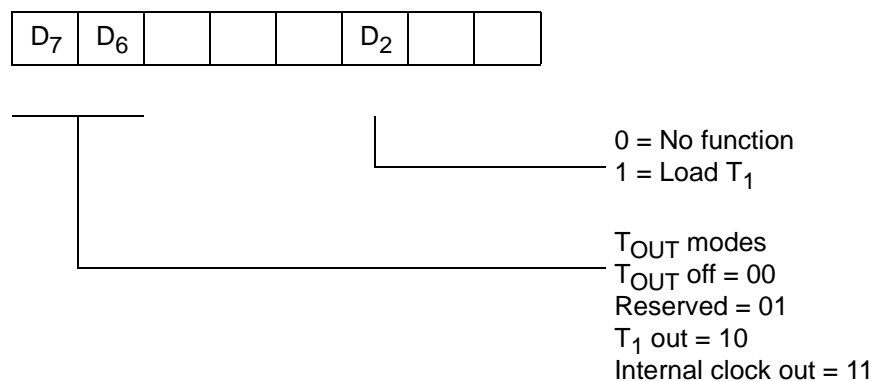 D7 D6 D2
0 = No function
1 = Load T1
TOUT modes
TOUT off = 00
Reserved = 01
T1 out = 10
Internal clock out = 11